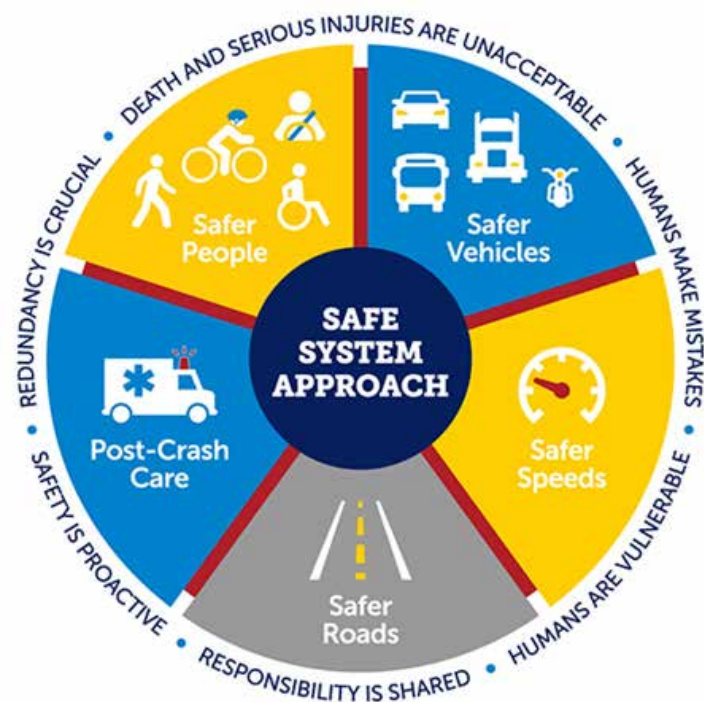 DEATH AND SERIOUS INJURIES ARE UNACCEPTABLE
HUMANS MAKE MISTAKES
HUMANS ARE VULNERABLE
RESPONSIBILITY IS SHARED
SAFETY IS PROACTIVE
REDUNDANCY IS CRUCIAL
Safer
People
Safer
Vehicles
SAFE
SYSTEM
APPROACH
Safer
Speeds
Post-Crash
Care
Safer
Roads